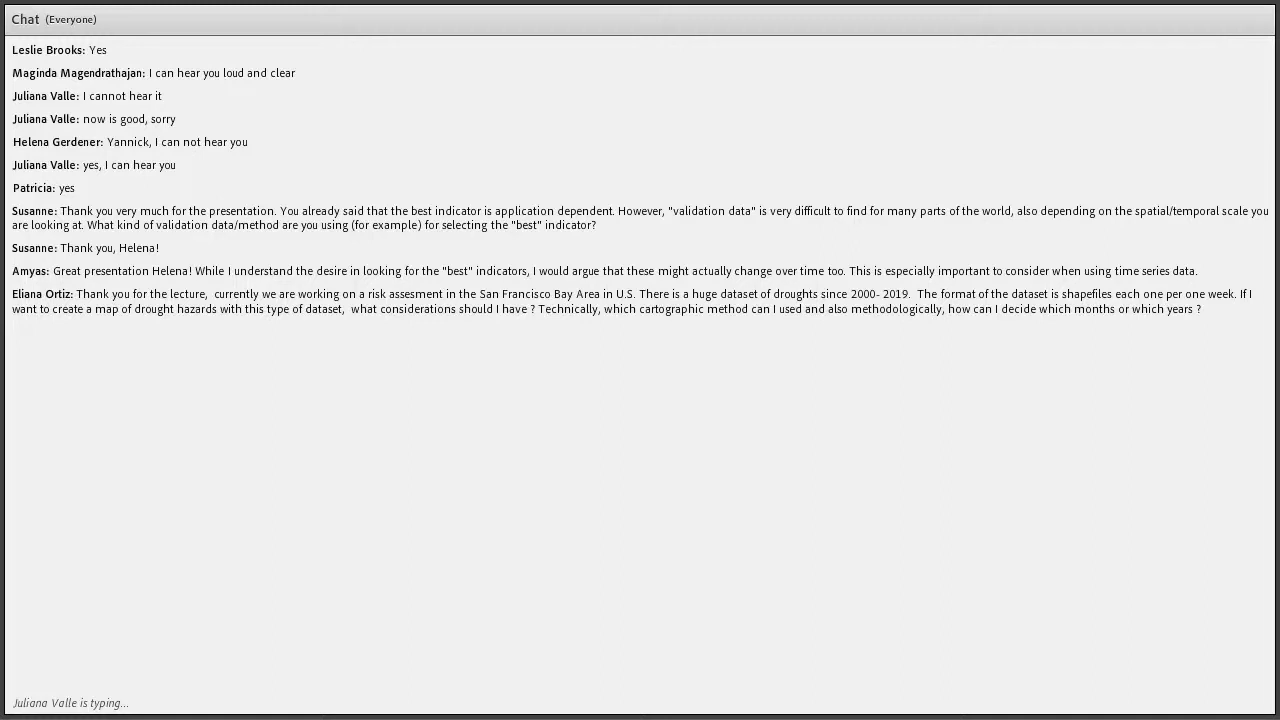 Chat (Everyone)
Leslie Brooks: Yes
Maginda Magendrathajan: I can hear you loud and clear
Juliana Valle: I cannot hear it
Juliana Valle: now is good, sorry
Helena Gerdener: Yannick, I can not hear you
Juliana Valle: yes, I can hear you
Patricia: yes
Susanne: Thank you very much for the presentation. You already said that the best indicator is application dependent. However, "validation data" is very difficult to find for many parts of the world, also depending on the spatial/temporal scale you
are looking at. What kind of validation data/method are you using (for example) for selecting the "best" indicator?
Susanne: Thank you, Helena!
Amyas: Great presentation Helena! While I understand the desire in looking for the "best" indicators, I would argue that these might actually change over time too. This is especially important to consider when using time series data.
Eliana Ortiz: Thank you for the lecture,  currently we are working on a risk assesment in the San Francisco Bay Area in U.S. There is a huge dataset of droughts since 2000- 2019.  The format of the dataset is shapefiles each one per one week. If I
want to create a map of drought hazards with this type of dataset,  what considerations should I have ? Technically, which cartographic method can I used and also methodologically, how can I decide which months or which years ?
Juliana Valle is typing...